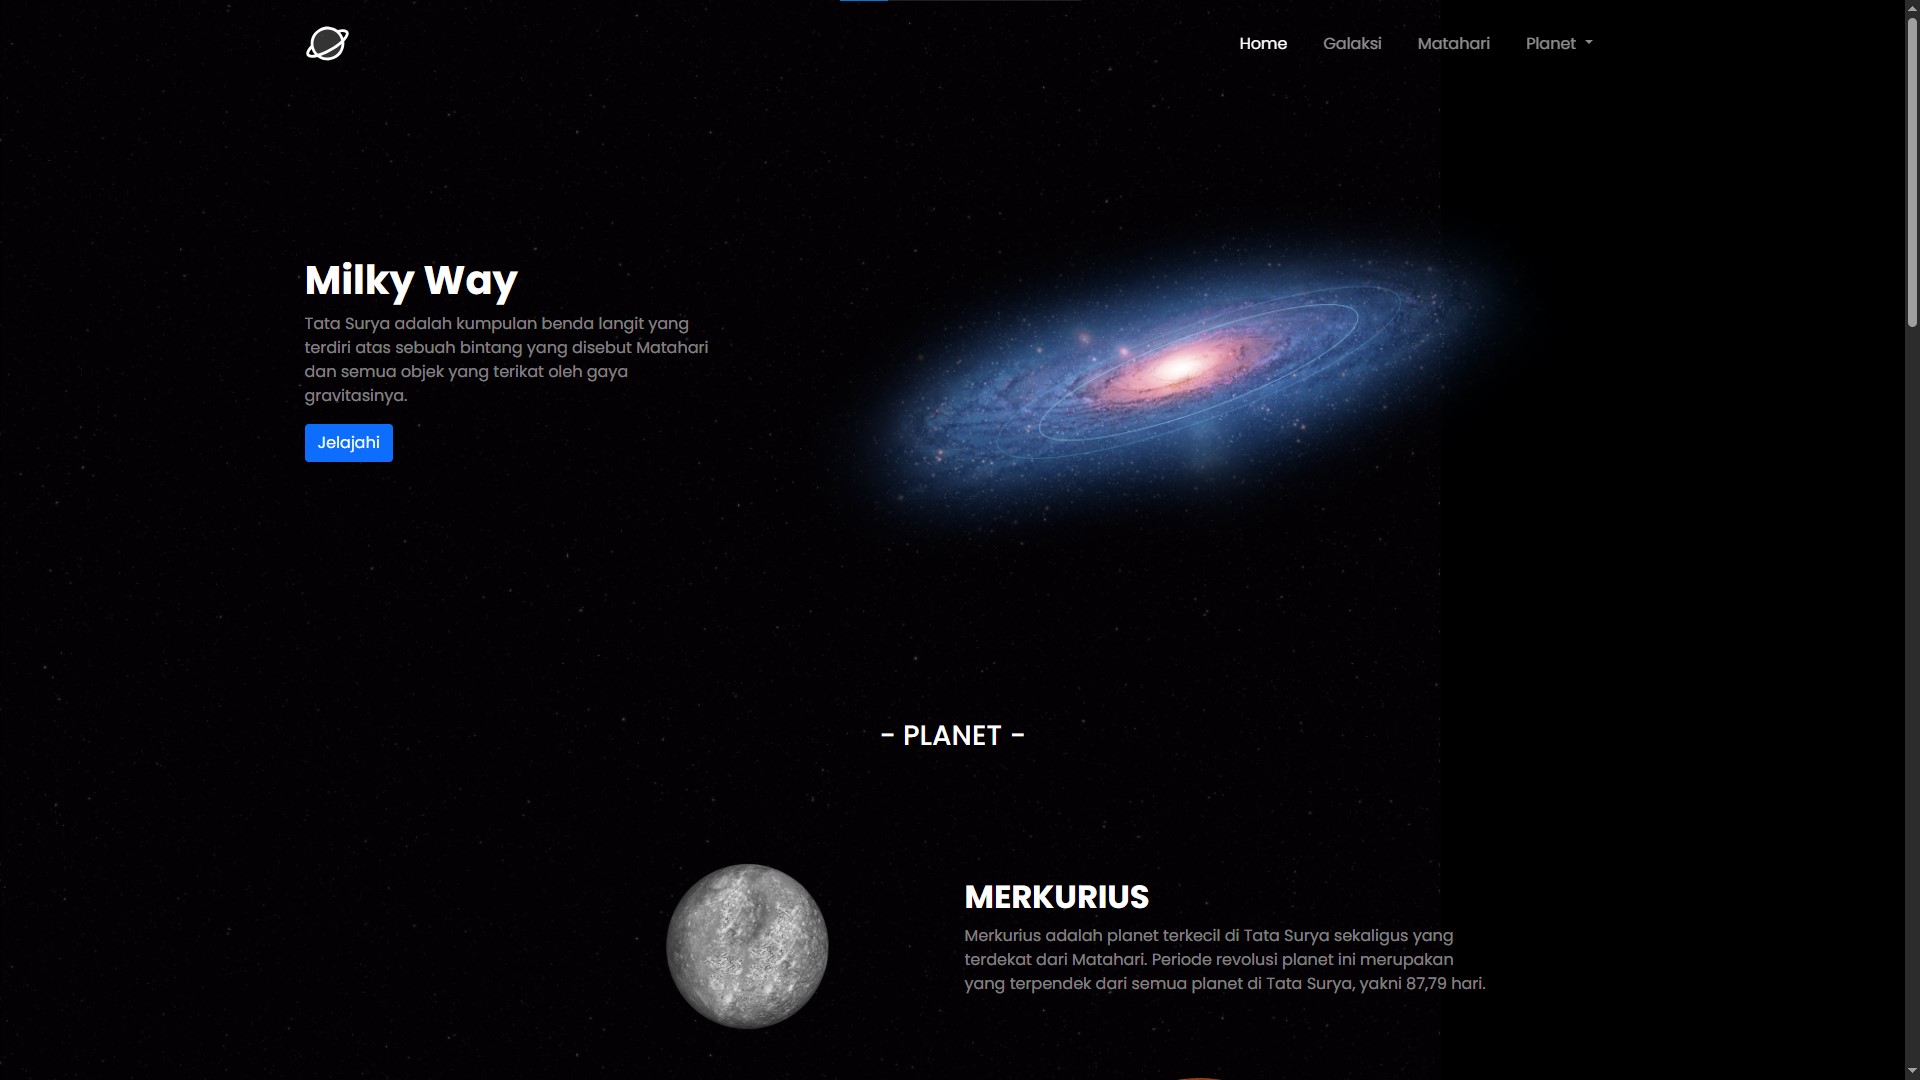 Home Galaksi Matahari Planet
Milky Way
Tata Surya adalah kumpulan benda langit yang
terdiri atas sebuah bintang yang disebut Matahari
dan semua objek yang terikat oleh gaya
gravitasinya.
Jelajahi
- PLANET -
MERKURIUS
Merkurius adalah planet terkecil di Tata Surya sekaligus yang
terdekat dari Matahari. Periode revolusi planet ini merupakan
yang terpendek dari semua planet di Tata Surya, yakni 87,79 hari.